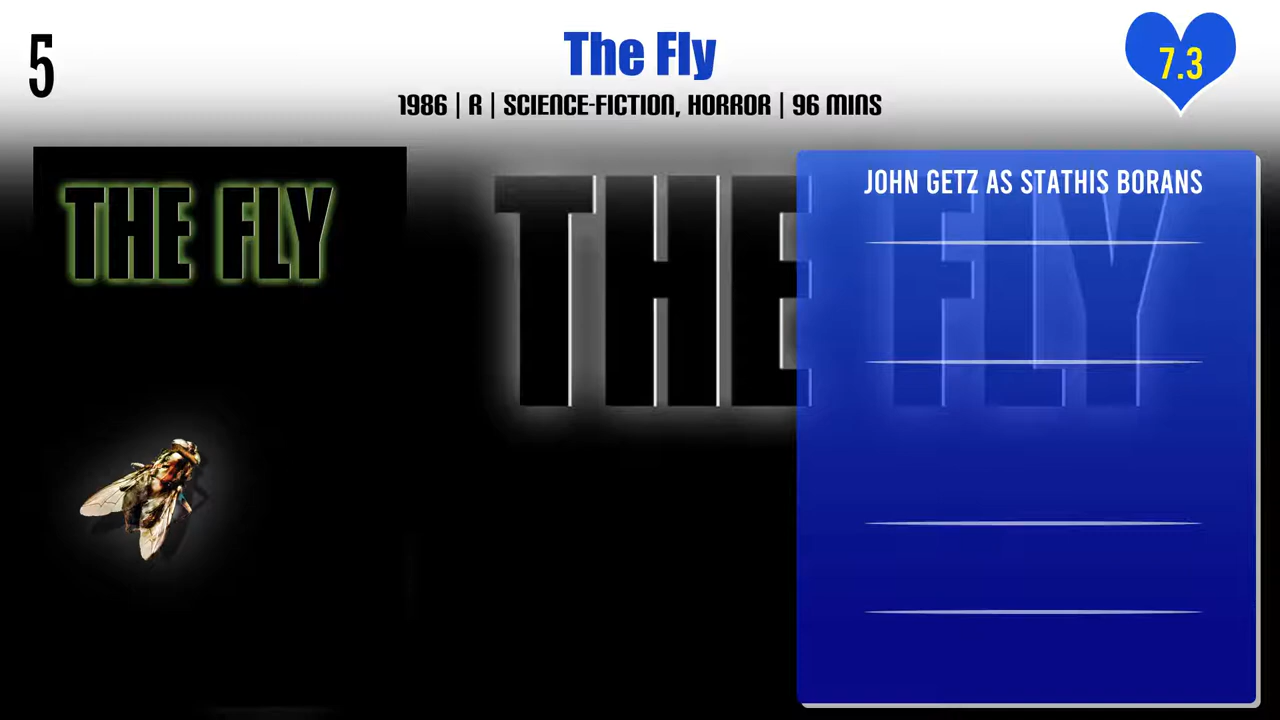 5
The Fly
7.3
1986 | R | SCIENCE-FICTION, HORROR | 96 MINS
THE FLY
THE FLY
JOHN GETZ AS STATHIS BORANS